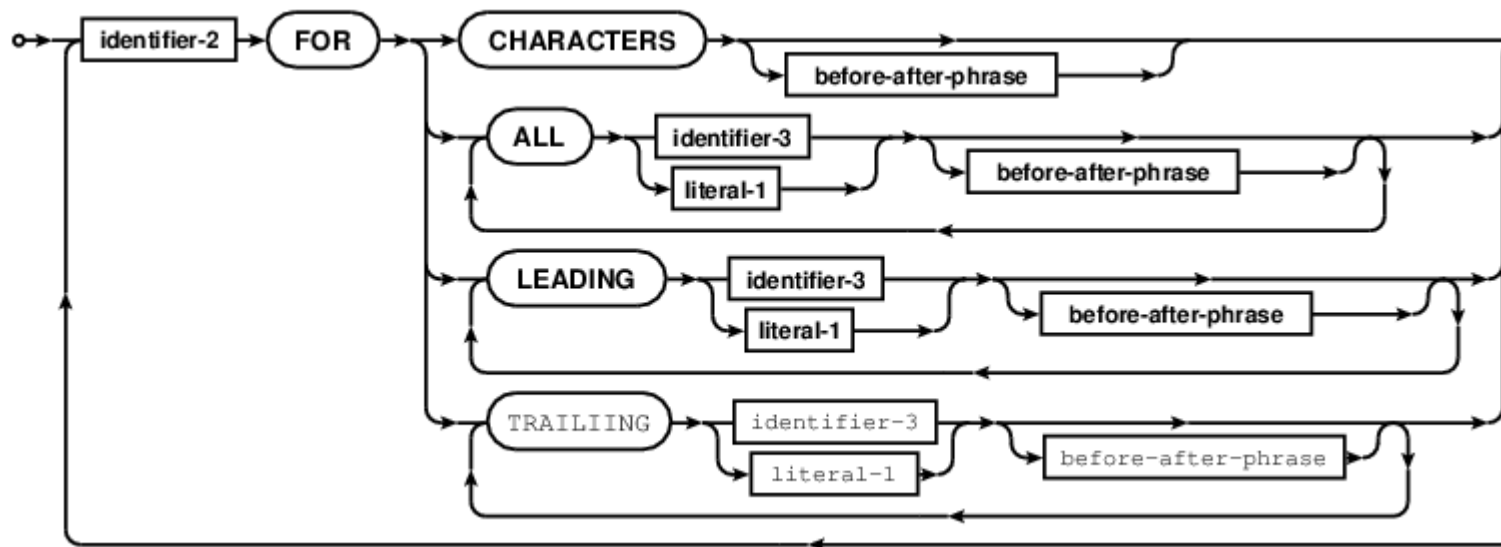 identifier-2 FOR CHARACTERS
before-after-phrase
ALL identifier-3
literal-1 before-after-phrase
LEADING identifier-3
literal-1 before-after-phrase
TRAILIING identifier-3
literal-1 before-after-phrase